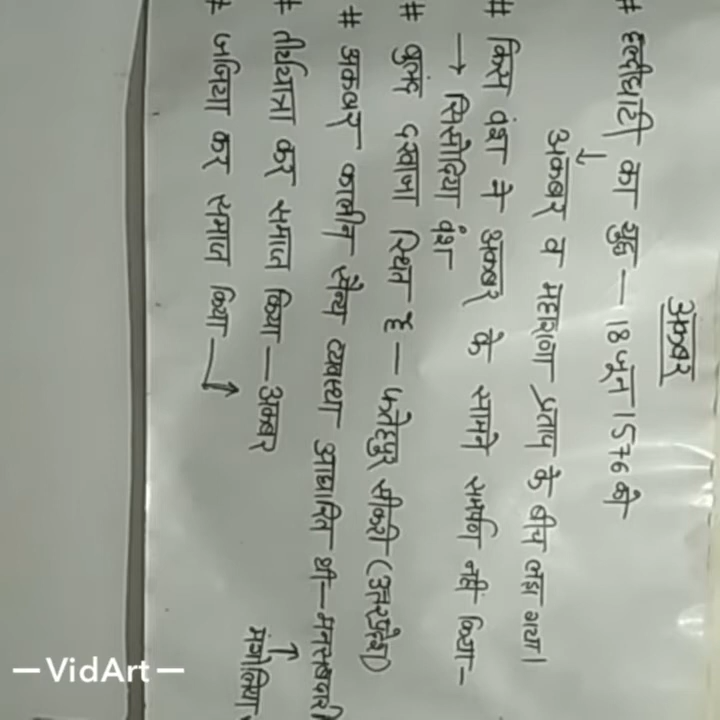 अकबर
# हल्दीघाटी का युद्ध — 18 जून 1576 को
↓
अकबर व महाराणा प्रताप के बीच लड़ा गया।
# किस वंश ने अकबर के सामने समर्पण नहीं किया –
→ सिसोदिया वंश
# बुलंद दरवाजा स्थित है — फतेहपुर सीकरी (उत्तरप्रदेश)
# अकबर कालीन सैन्य व्यवस्था आधारित थी — मनसबदारी
↑
मंगोलिया
# तीर्थयात्रा कर समाप्त किया — अकबर
# जजिया कर समाप्त किया —↑
VidArt